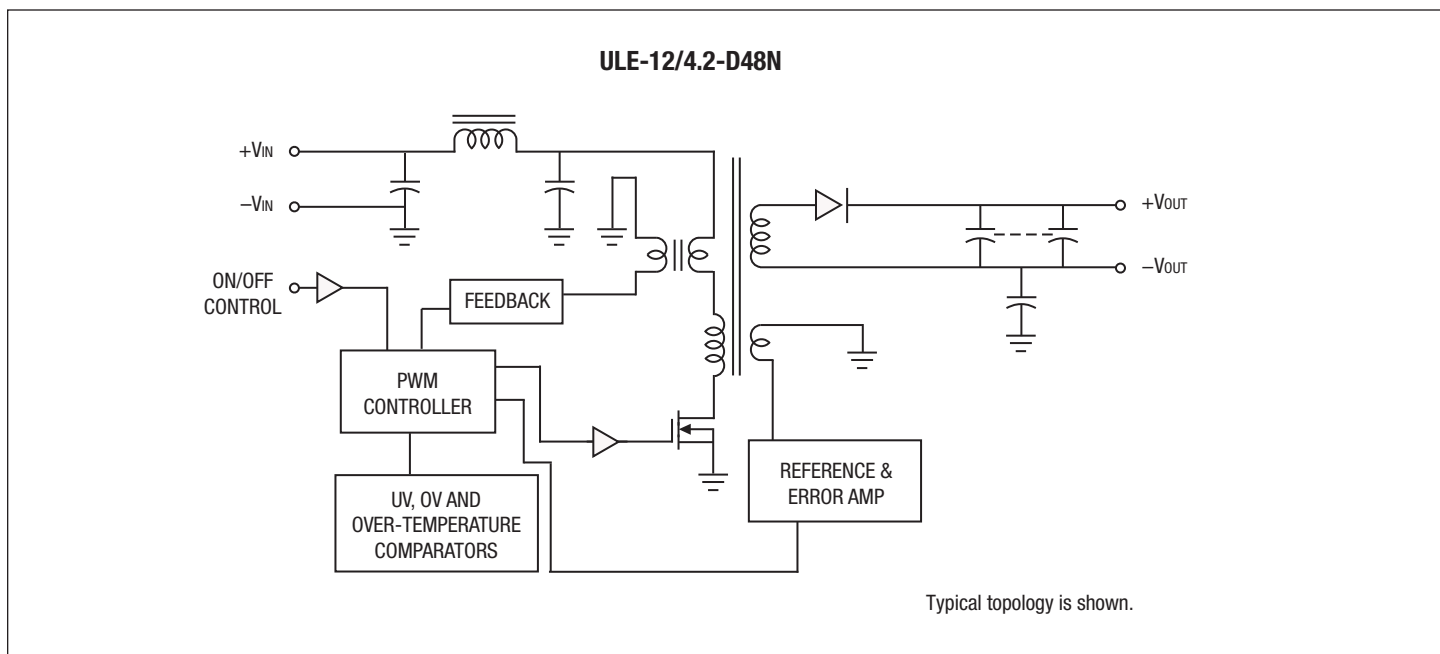 ULE-12/4.2-D48N
+VIN
–VIN
+VOUT
–VOUT
ON/OFF
CONTROL
FEEDBACK
PWM
CONTROLLER
REFERENCE &
ERROR AMP
UV, OV AND
OVER-TEMPERATURE
COMPARATORS
Typical topology is shown.